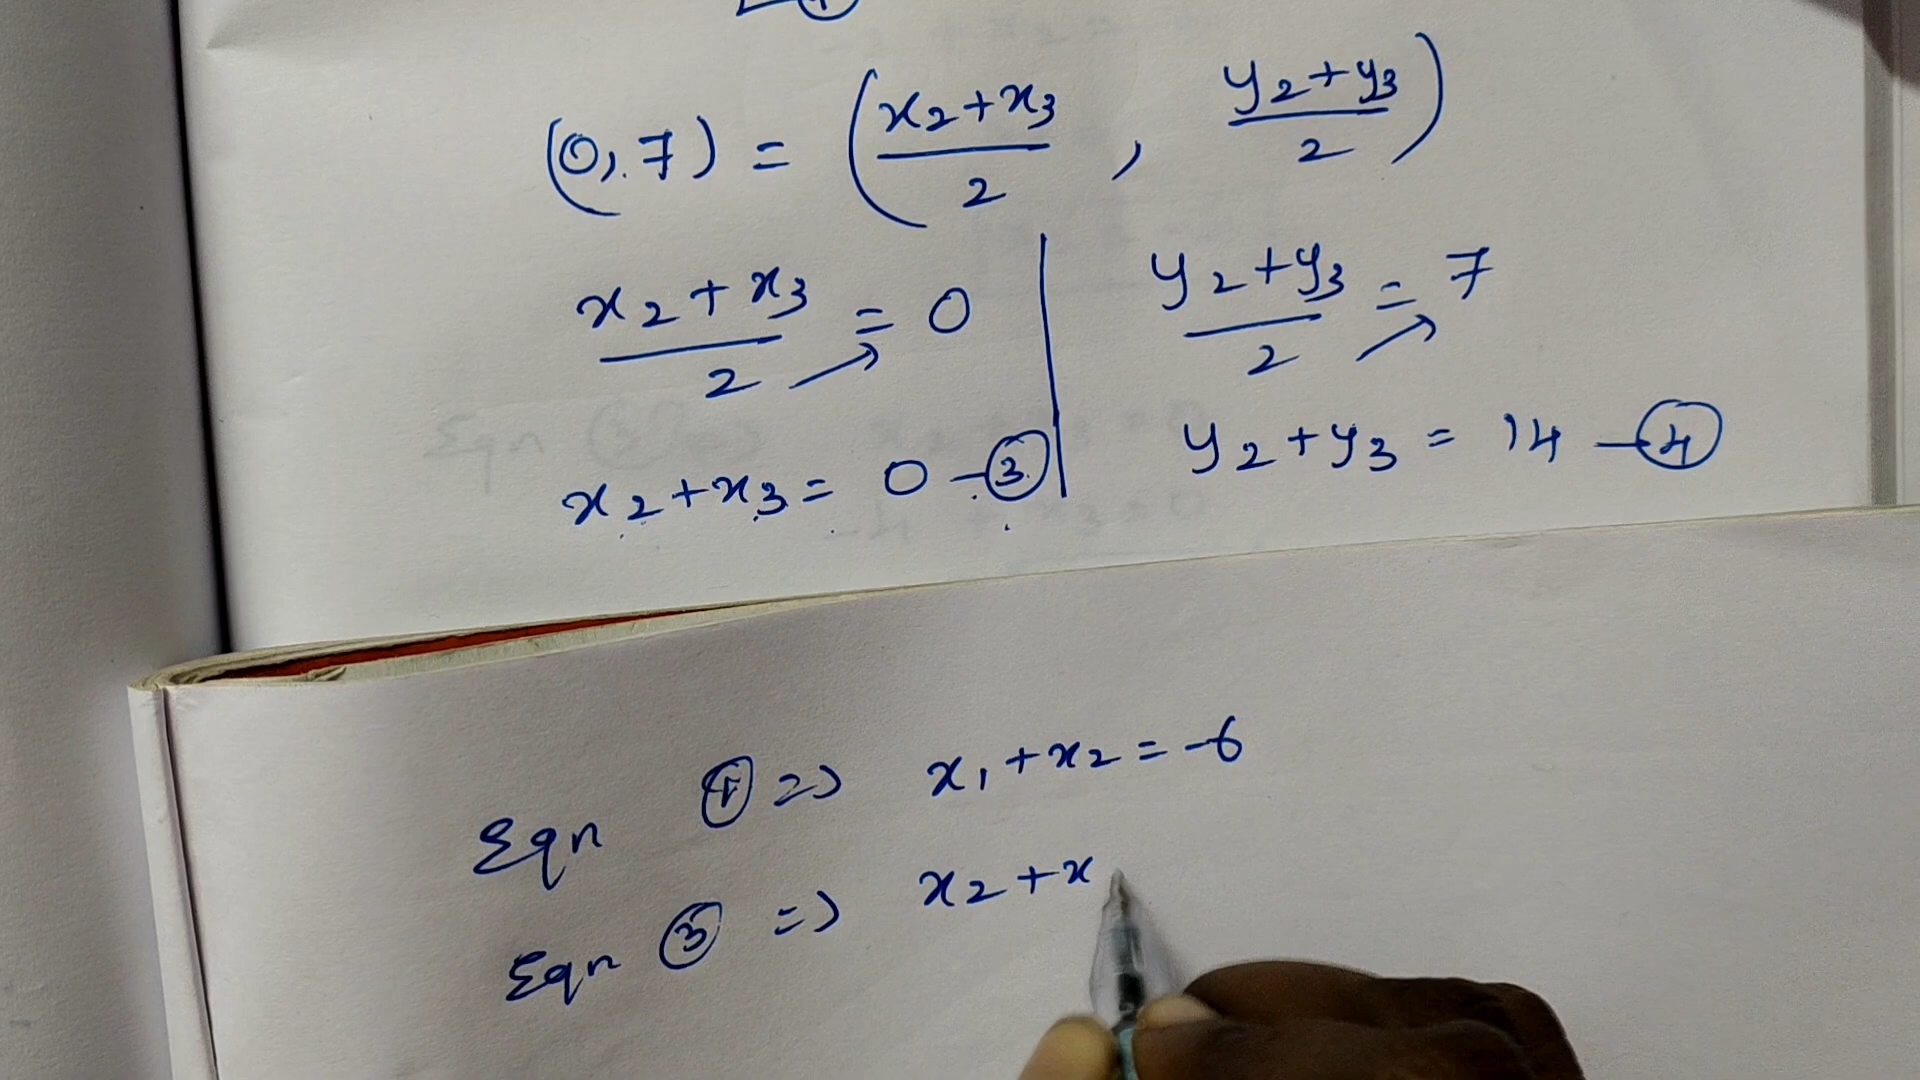 (0, 7) = ( x₂+x₃ / 2 , y₂+y₃ / 2 )
x₂+x₃ / 2 = 0 | y₂+y₃ / 2 = 7
x₂+x₃ = 0 — ③ | y₂+y₃ = 14 — ④
Eqn ① => x₁+x₂ = -6
Eqn ③ => x₂+x